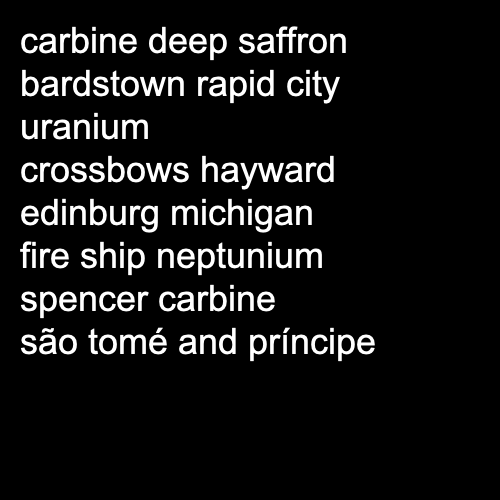 carbine deep saffron
bardstown rapid city
uranium
crossbows hayward
edinburg michigan
fire ship neptunium
spencer carbine
são tomé and príncipe